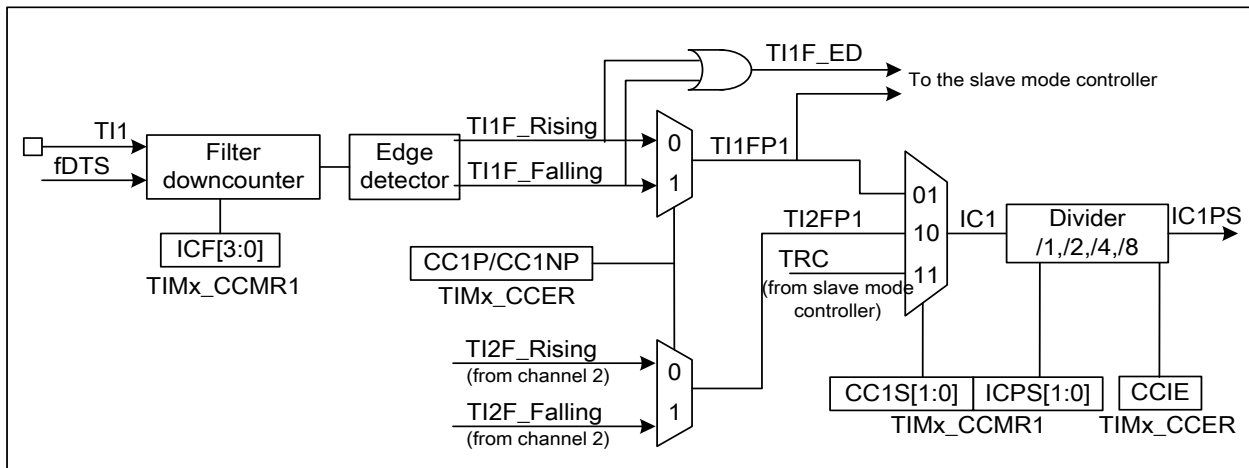 TI1F_ED
To the slave mode controller
TI1
fDTS
Filter
downcounter
Edge
detector
TI1F_Rising
TI1F_Falling
0
1
TI1FP1
01
10
11
TI2FP1
TRC
(from slave mode
controller)
IC1
Divider
/1,/2,/4,/8
IC1PS
ICF[3:0]
TIMx_CCMR1
CC1P/CC1NP
TIMx_CCER
TI2F_Rising
(from channel 2)
TI2F_Falling
(from channel 2)
0
1
CC1S[1:0]
ICPS[1:0]
TIMx_CCMR1
CCIE
TIMx_CCER